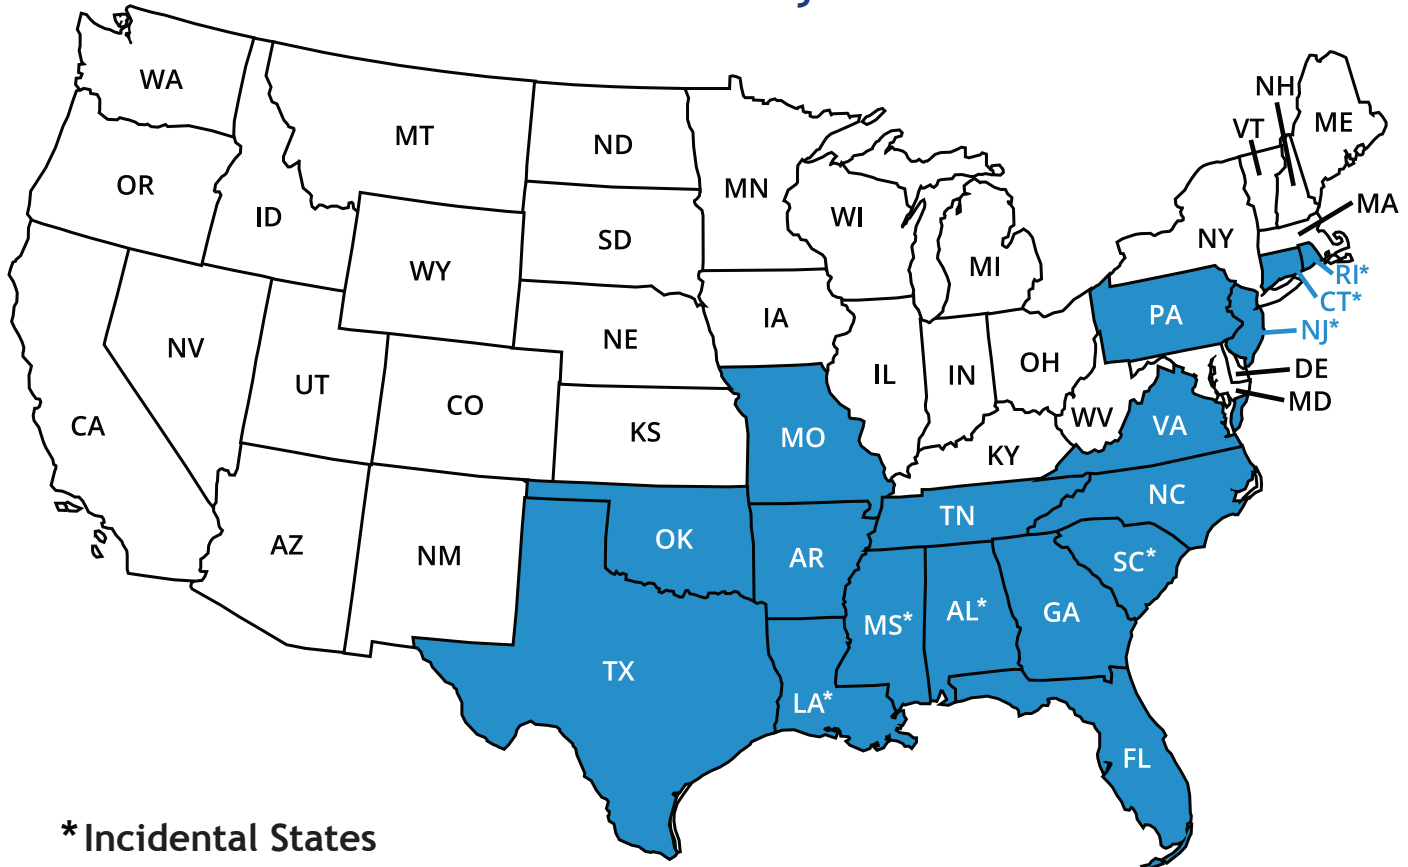 WA
NH
VT
ME
MT
ND
OR
MN
MA
ID
WI
NY
SD
WY
MI
RI*
CT*
PA
IA
NJ*
NE
NV
OH
DE
UT
IL
IN
CO
MD
WV
CA
VA
KS
MO
KY
NC
TN
OK
AZ
NM
AR
SC*
MS*
AL*
GA
TX
LA*
FL
*Incidental States